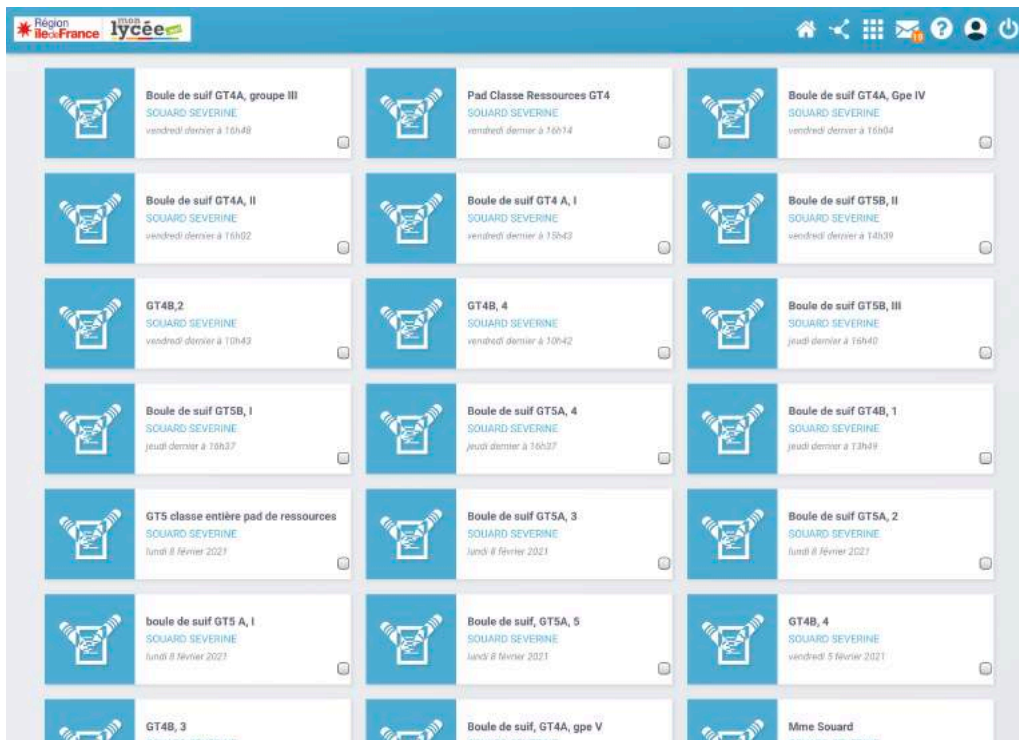 Région
îledeFrance
mon
lycée.net
?
Boule de suif GT4A, groupe III
SOUARD SEVERINE
vendredi dernier à 16h48
Pad Classe Ressources GT4
SOUARD SEVERINE
vendredi dernier à 16h14
Boule de suif GT4A, Gpe IV
SOUARD SEVERINE
vendredi dernier à 16h04
Boule de suif GT4A, II
SOUARD SEVERINE
vendredi dernier à 16h02
Boule de suif GT4 A, I
SOUARD SEVERINE
vendredi dernier à 15h43
Boule de suif GT5B, II
SOUARD SEVERINE
vendredi dernier à 14h39
GT4B,2
SOUARD SEVERINE
vendredi dernier à 10h43
GT4B, 4
SOUARD SEVERINE
vendredi dernier à 10h42
Boule de suif GT5B, III
SOUARD SEVERINE
jeudi dernier à 16h40
Boule de suif GT5B, I
SOUARD SEVERINE
jeudi dernier à 16h37
Boule de suif GT5A, 4
SOUARD SEVERINE
jeudi dernier à 16h37
Boule de suif GT4B, 1
SOUARD SEVERINE
jeudi dernier à 13h49
GT5 classe entière pad de ressources
SOUARD SEVERINE
lundi 8 février 2021
Boule de suif GT5A, 3
SOUARD SEVERINE
lundi 8 février 2021
Boule de suif GT5A, 2
SOUARD SEVERINE
lundi 8 février 2021
boule de suif GT5 A, I
SOUARD SEVERINE
lundi 8 février 2021
Boule de suif, GT5A, 5
SOUARD SEVERINE
lundi 8 février 2021
GT4B, 4
SOUARD SEVERINE
vendredi 5 février 2021
GT4B, 3
Boule de suif, GT4A, gpe V
Mme Souard